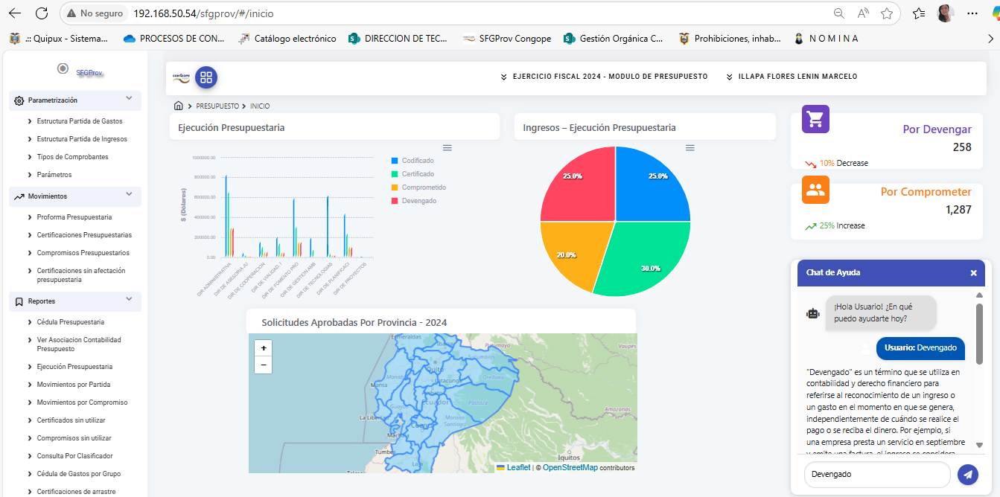 No seguro
192.168.50.54/sfgprov/#/inicio
.:: Quipux - Sistema...
PROCESOS DE CON...
Catálogo electrónico
DIRECCION DE TEC...
SFGProv Congope
Gestión Orgánica C...
Prohibiciones, inhab...
N O M I N A
SFGProv
Parametrización
Estructura Partida de Gastos
Estructura Partida de Ingresos
Tipos de Comprobantes
Parámetros
Movimientos
Proforma Presupuestaria
Certificaciones Presupuestarias
Compromisos Presupuestarios
Certificaciones sin afectación
presupuestaria
Reportes
Cédula Presupuestaria
Ver Asociacion Contabilidad
Presupuesto
Ejecución Presupuestaria
Movimientos por Partida
Movimientos por Compromiso
Certificados sin utilizar
Compromisos sin utilizar
Consulta Por Clasificador
Cédula de Gastos por Grupo
Certificaciones de arrastre
CONGOPE
EJERCICIO FISCAL 2024 - MODULO DE PRESUPUESTO
ILLAPA FLORES LENIN MARCELO
PRESUPUESTO
INICIO
Ejecución Presupuestaria
$ (Dólares)
1000000.00
800000.00
600000.00
400000.00
200000.00
0.00
DIR ADMINISTRATIVA
DIR DE ASESORIA JU
DIR DE COOPERACION
DIR DE VIALIDAD, I
DIR DE FOMENTO PRO
DIR DE GESTION AMB
DIR DE TECNOLOGIAS
DIR DE PLANIFICACI
DIR DE PROYECTOS
Codificado
Certificado
Comprometido
Devengado
Ingresos – Ejecución Presupuestaria
25.0%
25.0%
20.0%
30.0%
Solicitudes Aprobadas Por Provincia - 2024
+
−
Esmeraldas
Ibarra
Putumayo
Vaupés
Sucumbíos
Quito
Orellana
Manabí
Manta
Latacunga
Ambato
Ecuador
Pastaza
Guayas
Amazonas
La Libertad
Morona
Santiago
Cuenca
Machala
Tumbes
Iquitos
Loja
Talara
Leaflet | © OpenStreetMap contributors
Por Devengar
258
10% Decrease
Por Comprometer
1,287
25% Increase
Chat de Ayuda
×
¡Hola Usuario! ¿En qué
puedo ayudarte hoy?
Usuario: Devengado
"Devengado" es un término que se utiliza en
contabilidad y derecho financiero para
referirse al reconocimiento de un ingreso o
un gasto en el momento en que se genera,
independientemente de cuándo se realice el
pago o se reciba el dinero. Por ejemplo, si
una empresa presta un servicio en septiembre
y emite una factura, el ingreso se considera
Devengado